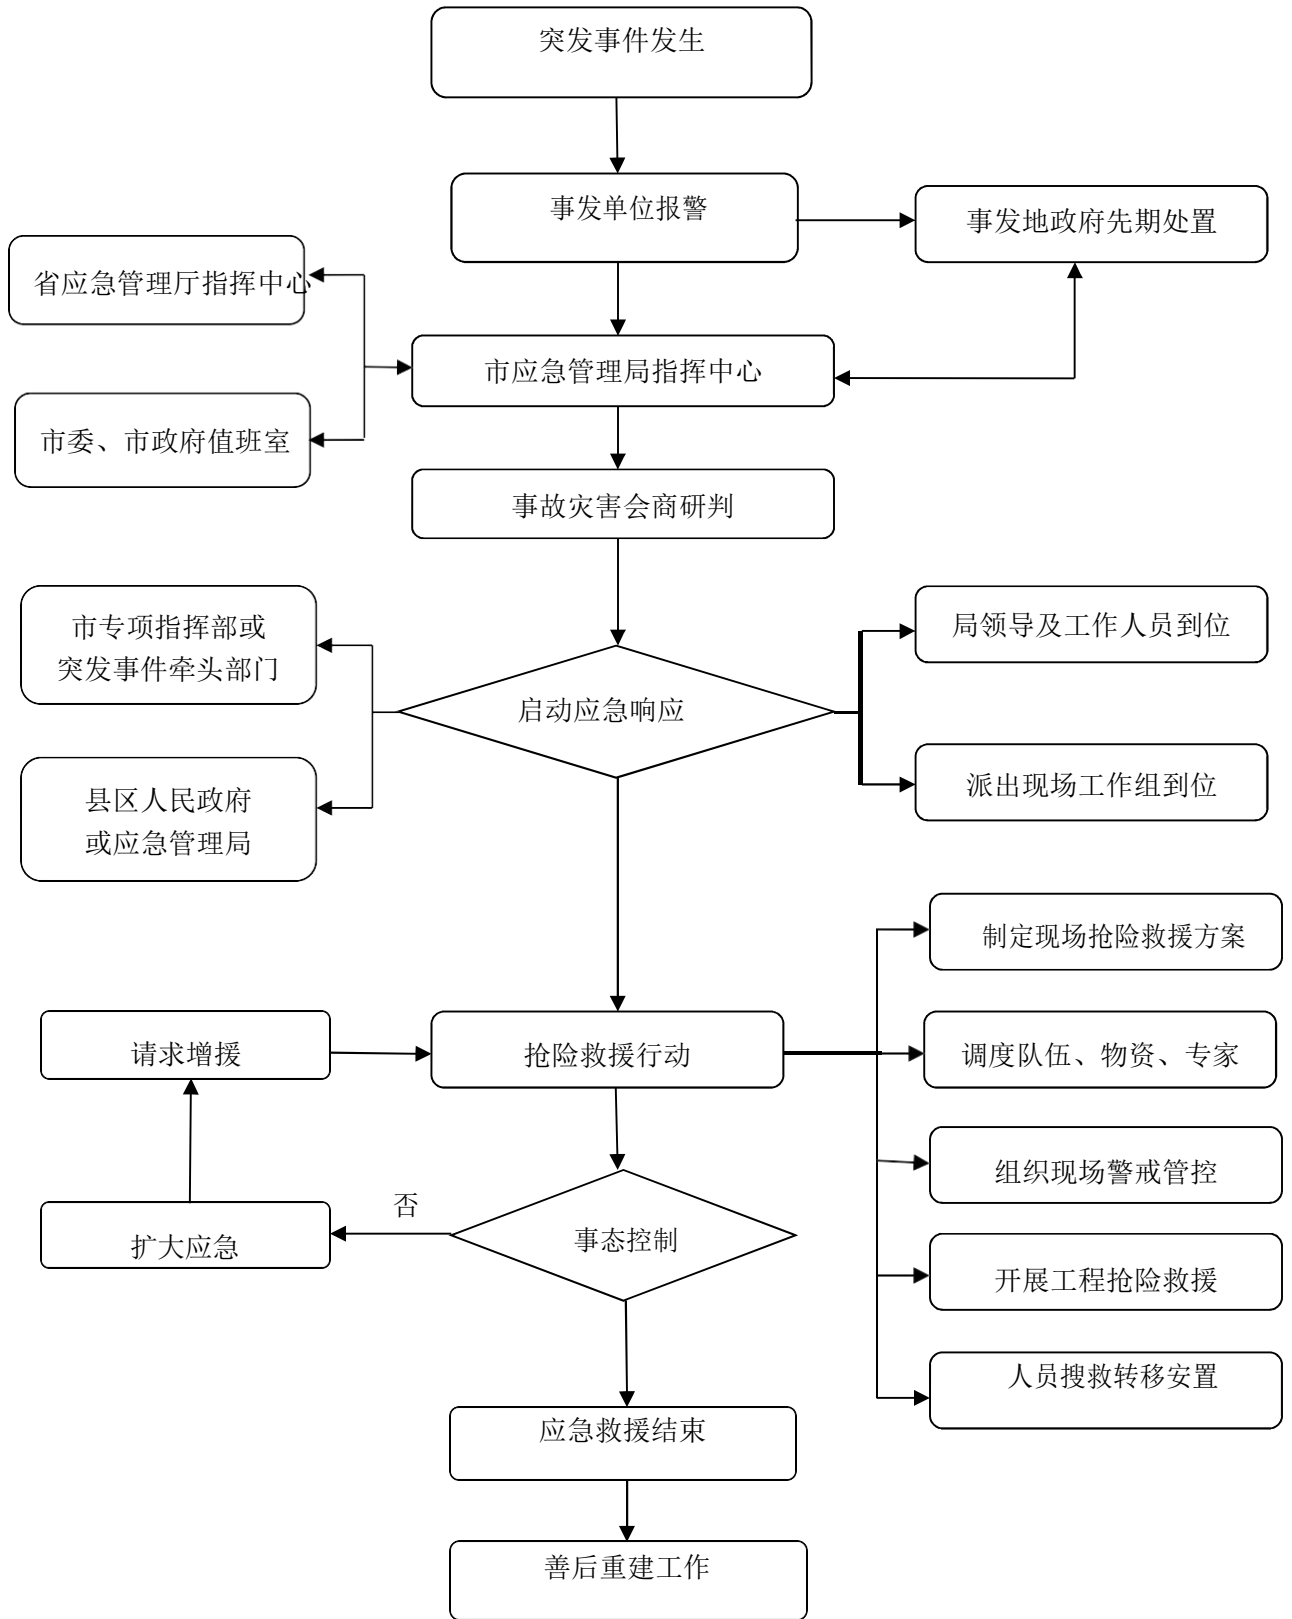 突发事件发生
事发单位报警
事发地政府先期处置
省应急管理厅指挥中心
市应急管理局指挥中心
市委、市政府值班室
事故灾害会商研判
市专项指挥部或
突发事件牵头部门
局领导及工作人员到位
启动应急响应
派出现场工作组到位
县区人民政府
或应急管理局
制定现场抢险救援方案
请求增援
抢险救援行动
调度队伍、物资、专家
组织现场警戒管控
否
扩大应急
事态控制
开展工程抢险救援
人员搜救转移安置
应急救援结束
善后重建工作